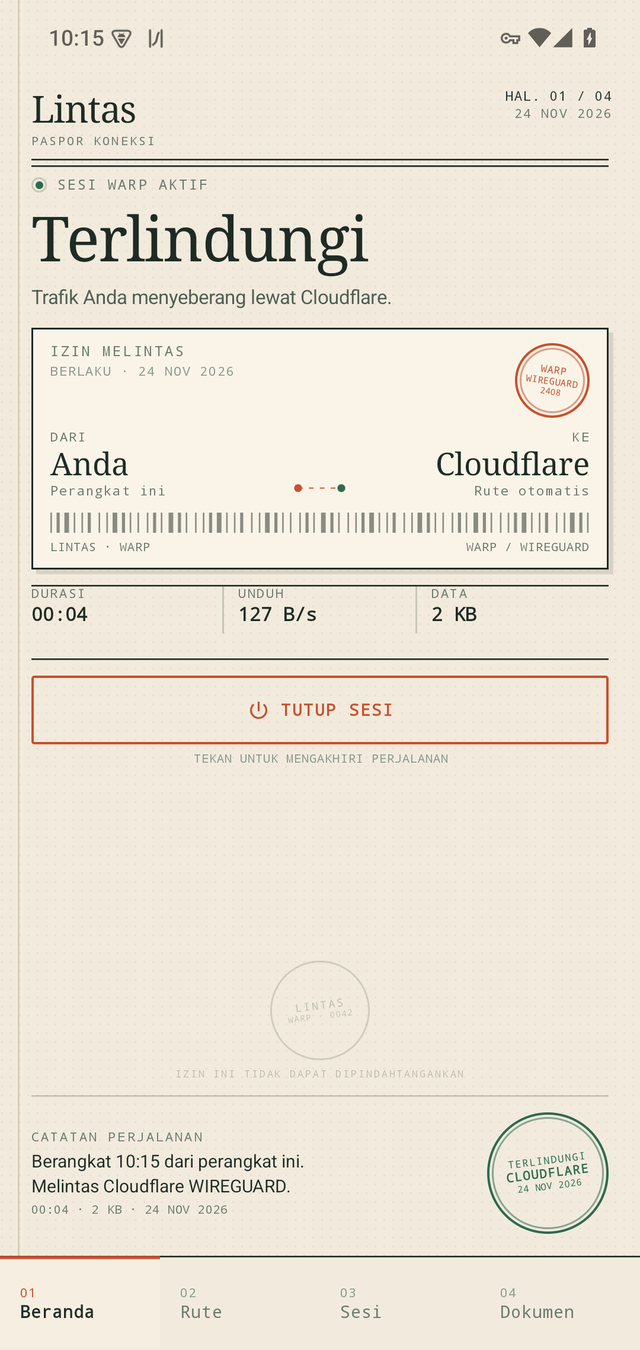 10:15
Lintas
HAL. 01 / 04
24 NOV 2026
PASPOR KONEKSI
SESI WARP AKTIF
Terlindungi
Trafik Anda menyeberang lewat Cloudflare.
IZIN MELINTAS
BERLAKU · 24 NOV 2026
WARP
WIREGUARD
2408
DARI
KE
Anda
Cloudflare
Perangkat ini
Rute otomatis
LINTAS · WARP
WARP / WIREGUARD
DURASI
UNDUH
DATA
00:04
127 B/s
2 KB
TUTUP SESI
TEKAN UNTUK MENGAKHIRI PERJALANAN
LINTAS
WARP · 0042
IZIN INI TIDAK DAPAT DIPINDAHTANGANKAN
CATATAN PERJALANAN
Berangkat 10:15 dari perangkat ini.
Melintas Cloudflare WIREGUARD.
00:04 · 2 KB · 24 NOV 2026
TERLINDUNGI
CLOUDFLARE
24 NOV 2026
01
Beranda
02
Rute
03
Sesi
04
Dokumen